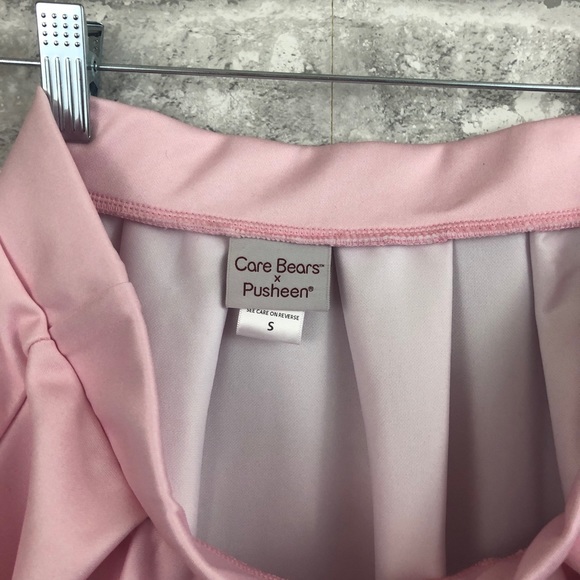 Care Bears™
×
Pusheen®
SEE CARE ON REVERSE
S